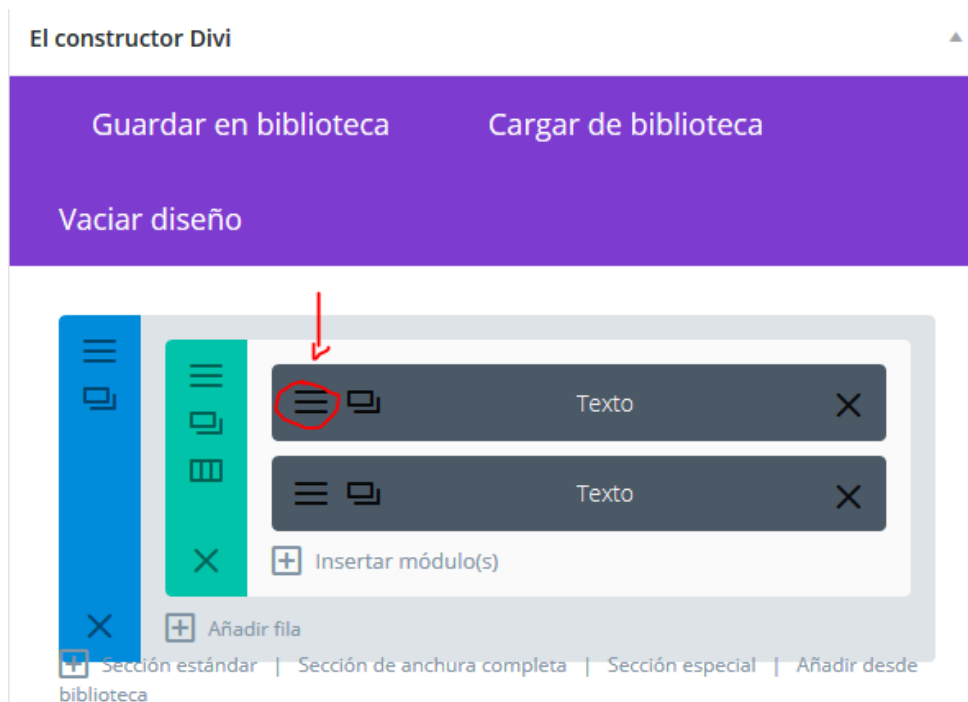 El constructor Divi
Guardar en biblioteca Cargar de biblioteca
Vaciar diseño
Texto
Texto
Insertar módulo(s)
Añadir fila
Sección estándar | Sección de anchura completa | Sección especial | Añadir desde
biblioteca